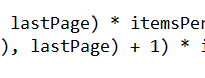 lastPage) * itemsPer
), lastPage) + 1) * i